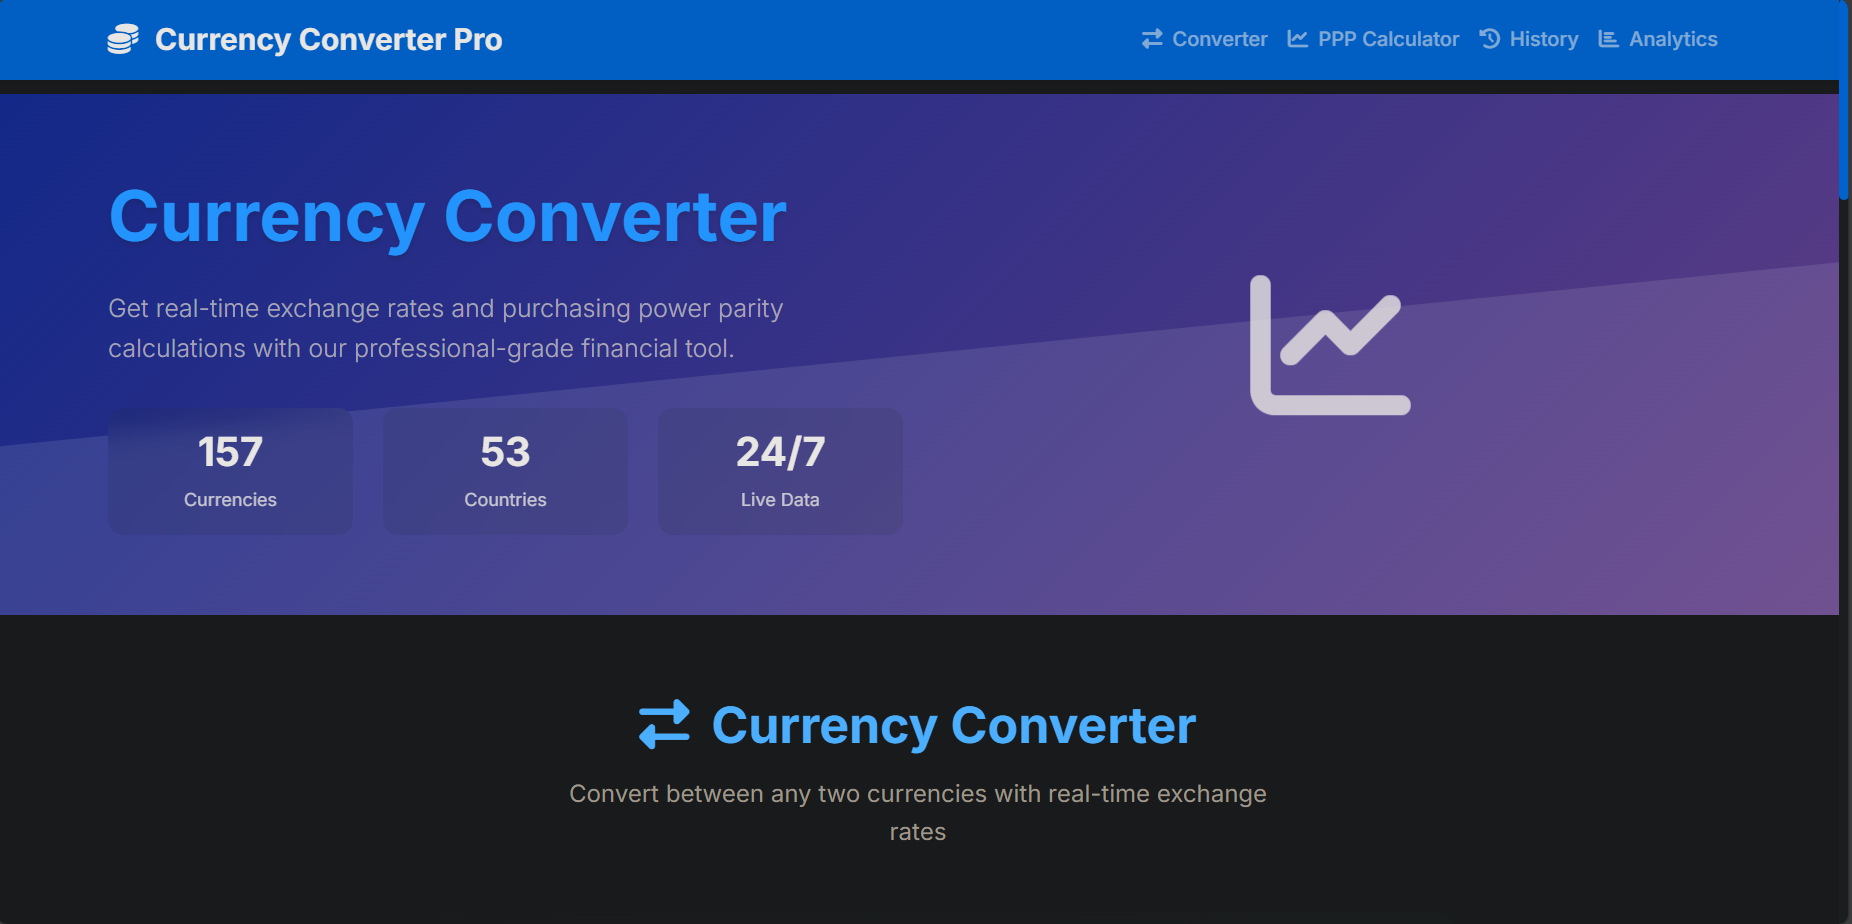 Currency Converter Pro
Converter
PPP Calculator
History
Analytics
Currency Converter
Get real-time exchange rates and purchasing power parity
calculations with our professional-grade financial tool.
157
Currencies
53
Countries
24/7
Live Data
Currency Converter
Convert between any two currencies with real-time exchange
rates